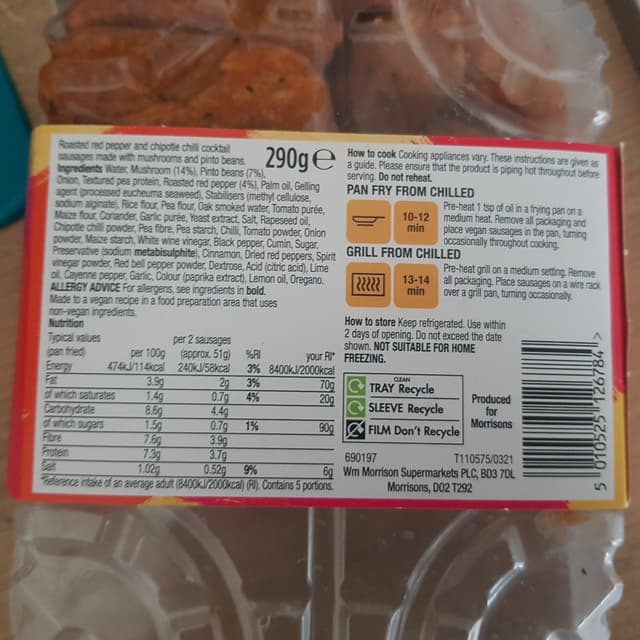 Roasted red pepper and chipotle chilli cocktail
sausages made with mushrooms and pinto beans.
290g e
Ingredients Water, Mushroom (14%), Pinto beans (7%),
Onion, Textured pea protein, Roasted red pepper (4%), Palm oil, Gelling
agent (processed eucheuma seaweed), Stabilisers (methyl cellulose,
sodium alginate), Rice flour, Pea flour, Oak smoked water, Tomato purée,
Maize flour, Coriander, Garlic purée, Yeast extract, Salt, Rapeseed oil,
Chipotle chilli powder, Pea fibre, Pea starch, Chilli, Tomato powder, Onion
powder, Maize starch, White wine vinegar, Black pepper, Cumin, Sugar,
Preservative (sodium metabisulphite), Cinnamon, Dried red peppers, Spirit
vinegar powder, Red bell pepper powder, Dextrose, Acid (citric acid), Lime
oil, Cayenne pepper, Garlic, Colour (paprika extract), Lemon oil, Oregano.
ALLERGY ADVICE For allergens, see ingredients in bold.
Made to a vegan recipe in a food preparation area that uses
non-vegan ingredients.
Nutrition
Typical values per 2 sausages
(pan fried) per 100g (approx. 51g) %RI your RI*
Energy 474kJ/114kcal 240kJ/58kcal 3% 8400kJ/2000kcal
Fat 3.9g 2g 3% 70g
of which saturates 1.4g 0.7g 4% 20g
Carbohydrate 8.6g 4.4g
of which sugars 1.5g 0.7g 1% 90g
Fibre 7.6g 3.9g
Protein 7.3g 3.7g
Salt 1.02g 0.52g 9% 6g
*Reference intake of an average adult (8400kJ/2000kcal) (RI). Contains 5 portions.
How to cook Cooking appliances vary. These instructions are given as
a guide. Please ensure that the product is piping hot throughout before
serving. Do not reheat.
PAN FRY FROM CHILLED
10-12
min
Pre-heat 1 tsp of oil in a frying pan on a
medium heat. Remove all packaging and
place vegan sausages in the pan, turning
occasionally throughout cooking.
GRILL FROM CHILLED
13-14
min
Pre-heat grill on a medium setting. Remove
all packaging. Place sausages on a wire rack
over a grill pan, turning occasionally.
How to store Keep refrigerated. Use within
2 days of opening. Do not exceed the date
shown. NOT SUITABLE FOR HOME
FREEZING.
CLEAN
TRAY Recycle
SLEEVE Recycle
FILM Don't Recycle
Produced
for
Morrisons
690197 T110575/0321
Wm Morrison Supermarkets PLC, BD3 7DL
Morrisons, D02 T292
5 010525 126784 >